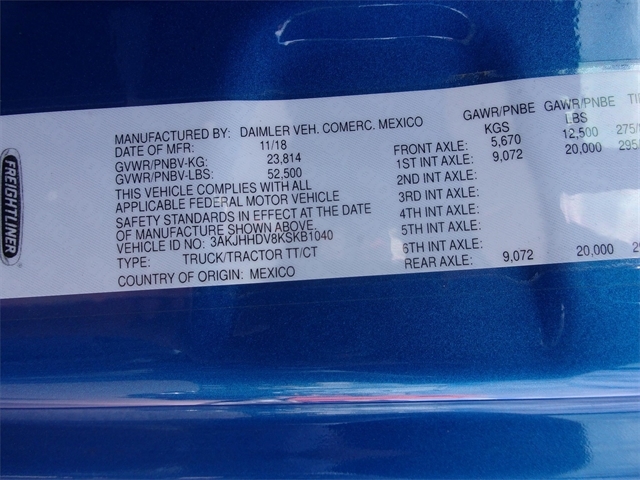 FREIGHTLINER
MANUFACTURED BY: DAIMLER VEH. COMERC. MEXICO
DATE OF MFR: 11/18
GVWR/PNBV-KG: 23,814
GVWR/PNBV-LBS: 52,500
THIS VEHICLE COMPLIES WITH ALL
APPLICABLE FEDERAL MOTOR VEHICLE
SAFETY STANDARDS IN EFFECT AT THE DATE
OF MANUFACTURE SHOWN ABOVE.
VEHICLE ID NO: 3AKJHHDV8KSKB1040
TYPE: TRUCK/TRACTOR TT/CT
COUNTRY OF ORIGIN: MEXICO
GAWR/PNBE GAWR/PNBE
KGS LBS
FRONT AXLE: 5,670 12,500 275/
1ST INT AXLE: 9,072 20,000 295/
2ND INT AXLE:
3RD INT AXLE:
4TH INT AXLE:
5TH INT AXLE:
6TH INT AXLE:
REAR AXLE: 9,072 20,000